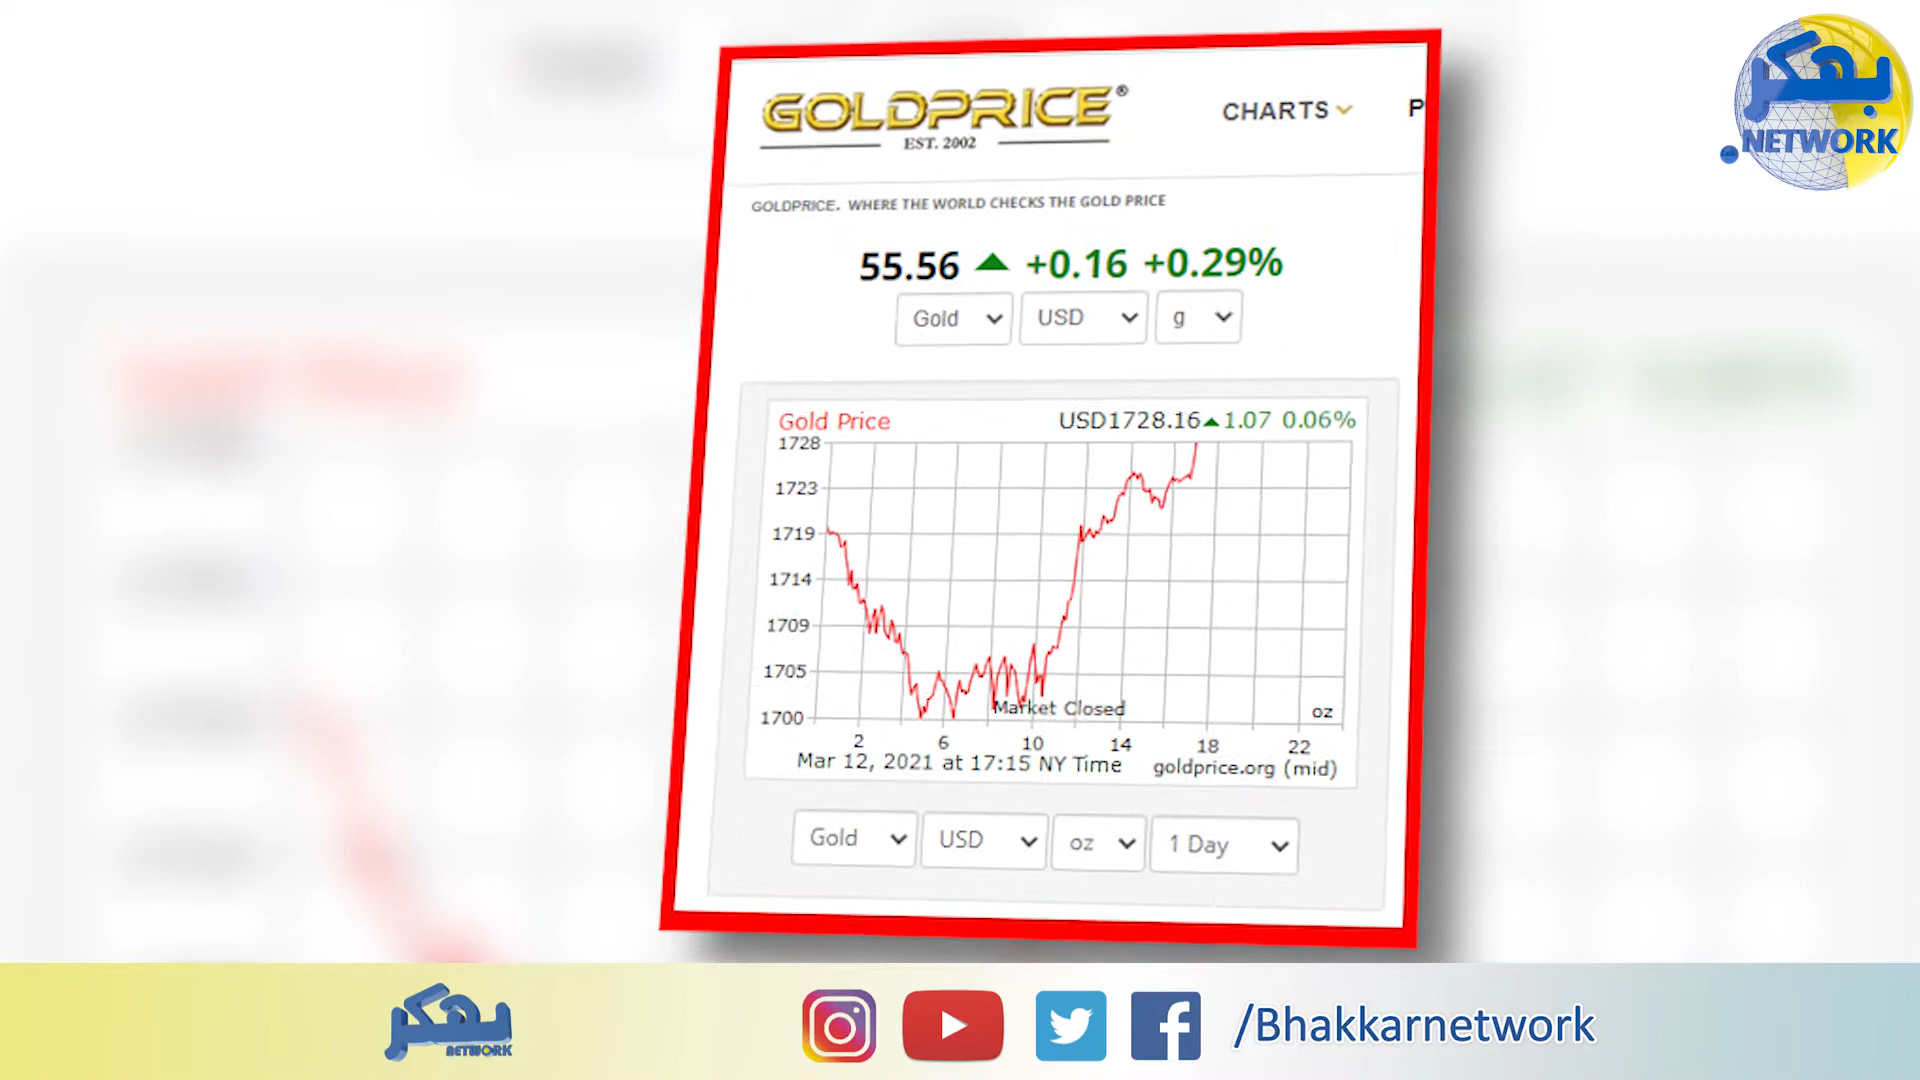 بھکر
NETWORK
GOLDPRICE®
EST. 2002
CHARTS
P
GOLDPRICE. WHERE THE WORLD CHECKS THE GOLD PRICE
55.56 ▲ +0.16 +0.29%
Gold USD g
Gold Price USD1728.16▲1.07 0.06%
1728
1723
1719
1714
1709
1705
1700
Market Closed oz
2 6 10 14 18 22
Mar 12, 2021 at 17:15 NY Time goldprice.org (mid)
Gold USD oz 1 Day
بھکر
NETWORK
/Bhakkarnetwork